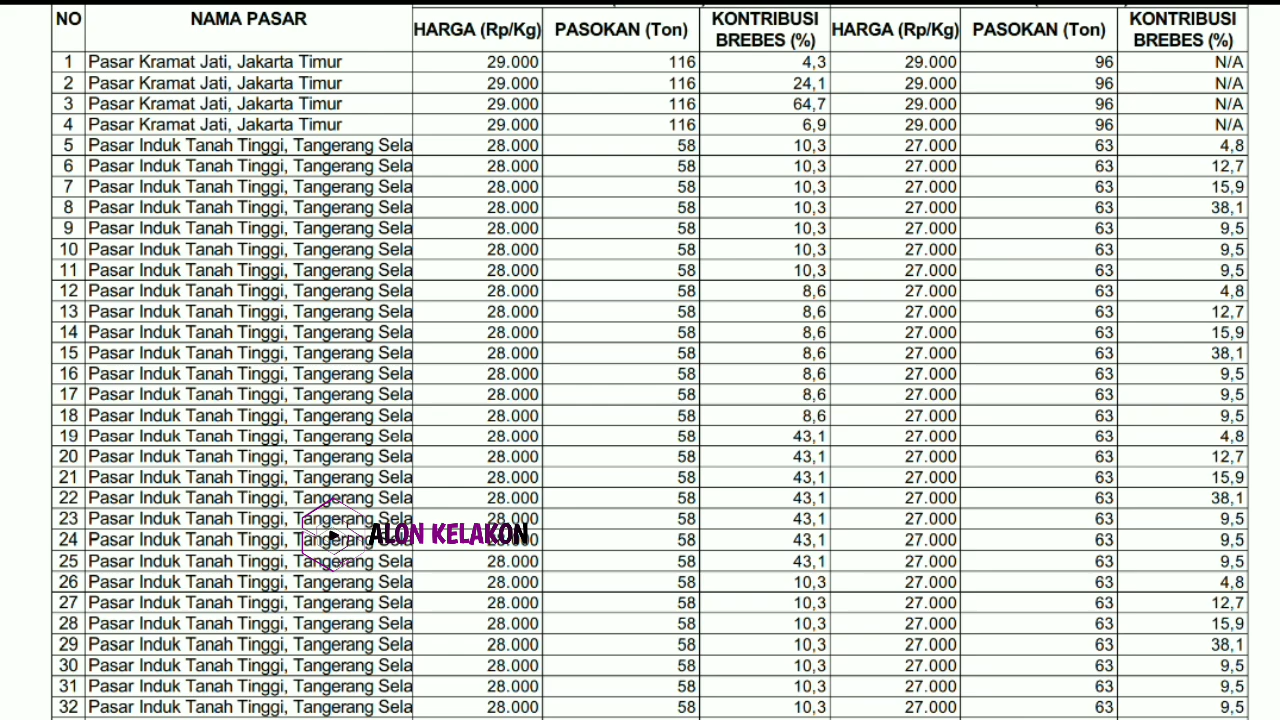 NO NAMA PASAR HARGA (Rp/Kg) PASOKAN (Ton) KONTRIBUSI BREBES (%) HARGA (Rp/Kg) PASOKAN (Ton) KONTRIBUSI BREBES (%)
1 Pasar Kramat Jati, Jakarta Timur 29.000 116 4,3 29.000 96 N/A
2 Pasar Kramat Jati, Jakarta Timur 29.000 116 24,1 29.000 96 N/A
3 Pasar Kramat Jati, Jakarta Timur 29.000 116 64,7 29.000 96 N/A
4 Pasar Kramat Jati, Jakarta Timur 29.000 116 6,9 29.000 96 N/A
5 Pasar Induk Tanah Tinggi, Tangerang Sela 28.000 58 10,3 27.000 63 4,8
6 Pasar Induk Tanah Tinggi, Tangerang Sela 28.000 58 10,3 27.000 63 12,7
7 Pasar Induk Tanah Tinggi, Tangerang Sela 28.000 58 10,3 27.000 63 15,9
8 Pasar Induk Tanah Tinggi, Tangerang Sela 28.000 58 10,3 27.000 63 38,1
9 Pasar Induk Tanah Tinggi, Tangerang Sela 28.000 58 10,3 27.000 63 9,5
10 Pasar Induk Tanah Tinggi, Tangerang Sela 28.000 58 10,3 27.000 63 9,5
11 Pasar Induk Tanah Tinggi, Tangerang Sela 28.000 58 10,3 27.000 63 9,5
12 Pasar Induk Tanah Tinggi, Tangerang Sela 28.000 58 8,6 27.000 63 4,8
13 Pasar Induk Tanah Tinggi, Tangerang Sela 28.000 58 8,6 27.000 63 12,7
14 Pasar Induk Tanah Tinggi, Tangerang Sela 28.000 58 8,6 27.000 63 15,9
15 Pasar Induk Tanah Tinggi, Tangerang Sela 28.000 58 8,6 27.000 63 38,1
16 Pasar Induk Tanah Tinggi, Tangerang Sela 28.000 58 8,6 27.000 63 9,5
17 Pasar Induk Tanah Tinggi, Tangerang Sela 28.000 58 8,6 27.000 63 9,5
18 Pasar Induk Tanah Tinggi, Tangerang Sela 28.000 58 8,6 27.000 63 9,5
19 Pasar Induk Tanah Tinggi, Tangerang Sela 28.000 58 43,1 27.000 63 4,8
20 Pasar Induk Tanah Tinggi, Tangerang Sela 28.000 58 43,1 27.000 63 12,7
21 Pasar Induk Tanah Tinggi, Tangerang Sela 28.000 58 43,1 27.000 63 15,9
22 Pasar Induk Tanah Tinggi, Tangerang Sela 28.000 58 43,1 27.000 63 38,1
23 Pasar Induk Tanah Tinggi, Tangerang Sela 28.000 58 43,1 27.000 63 9,5
ALON KELAKON
24 Pasar Induk Tanah Tinggi, Tangerang Sela 28.000 58 43,1 27.000 63 9,5
25 Pasar Induk Tanah Tinggi, Tangerang Sela 28.000 58 43,1 27.000 63 9,5
26 Pasar Induk Tanah Tinggi, Tangerang Sela 28.000 58 10,3 27.000 63 4,8
27 Pasar Induk Tanah Tinggi, Tangerang Sela 28.000 58 10,3 27.000 63 12,7
28 Pasar Induk Tanah Tinggi, Tangerang Sela 28.000 58 10,3 27.000 63 15,9
29 Pasar Induk Tanah Tinggi, Tangerang Sela 28.000 58 10,3 27.000 63 38,1
30 Pasar Induk Tanah Tinggi, Tangerang Sela 28.000 58 10,3 27.000 63 9,5
31 Pasar Induk Tanah Tinggi, Tangerang Sela 28.000 58 10,3 27.000 63 9,5
32 Pasar Induk Tanah Tinggi, Tangerang Sela 28.000 58 10,3 27.000 63 9,5